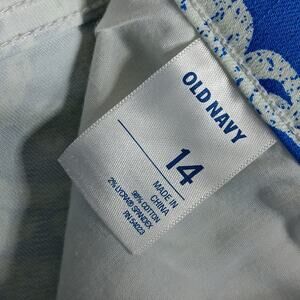 OLD NAVY
14
MADE IN
CHINA
98% COTTON
2% LYCRA® SPANDEX
RN 54023